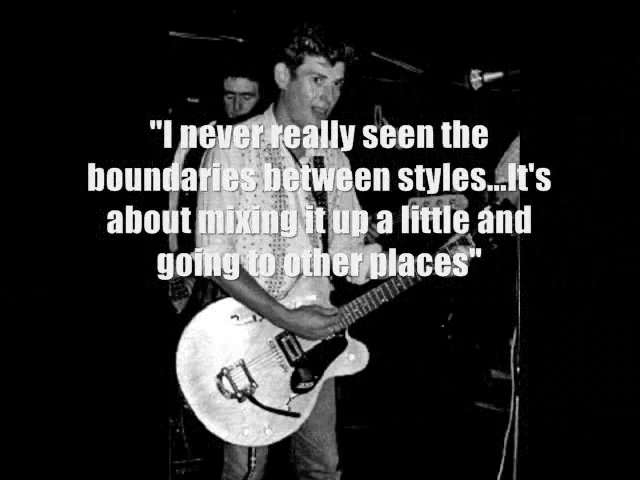 "I never really seen the
boundaries between styles...It's
about mixing it up a little and
going to other places"